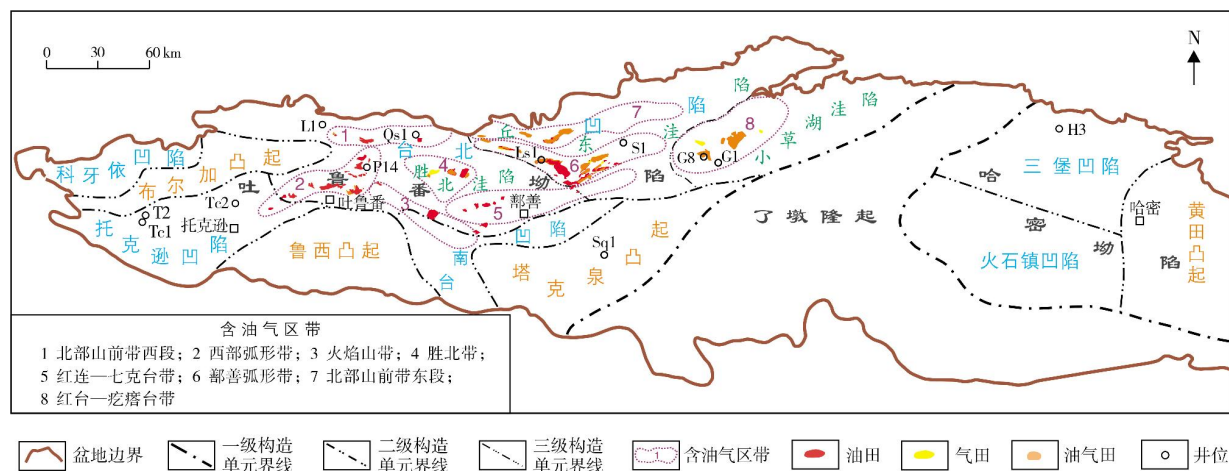 0 30 60 km
N
L1
1
Qs1
台北凹陷
丘东洼陷
7
8
小草湖洼陷
H3
科牙依凹陷
布尔加凸起
吐鲁番坳陷
P14
胜北洼陷
4
Ls1
6
S1
G8
G1
三堡凹陷
哈密坳陷
2
3
5
吐鲁番
鄯善
Tc2
T2
Tc1
托克逊
托克逊凹陷
鲁西凸起
台南凹陷
Sq1
塔克泉凸起
了墩隆起
火石镇凹陷
哈密
黄田凸起
含油气区带
1 北部山前带西段；2 西部弧形带；3 火焰山带；4 胜北带；
5 红连—七克台带；6 鄯善弧形带；7 北部山前带东段；
8 红台—疙瘩台带
盆地边界
一级构造
单元界线
二级构造
单元界线
三级构造
单元界线
含油气区带
油田
气田
油气田
井位